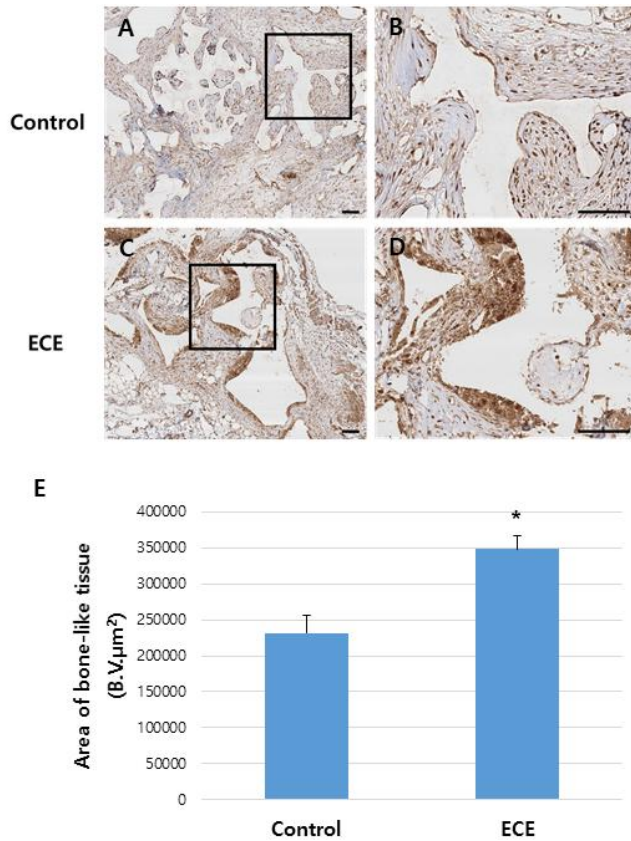 A
B
Control
C
D
ECE
E
Area of bone-like tissue
(B.V.µm²)
400000
350000
300000
250000
200000
150000
100000
50000
0
*
Control
ECE